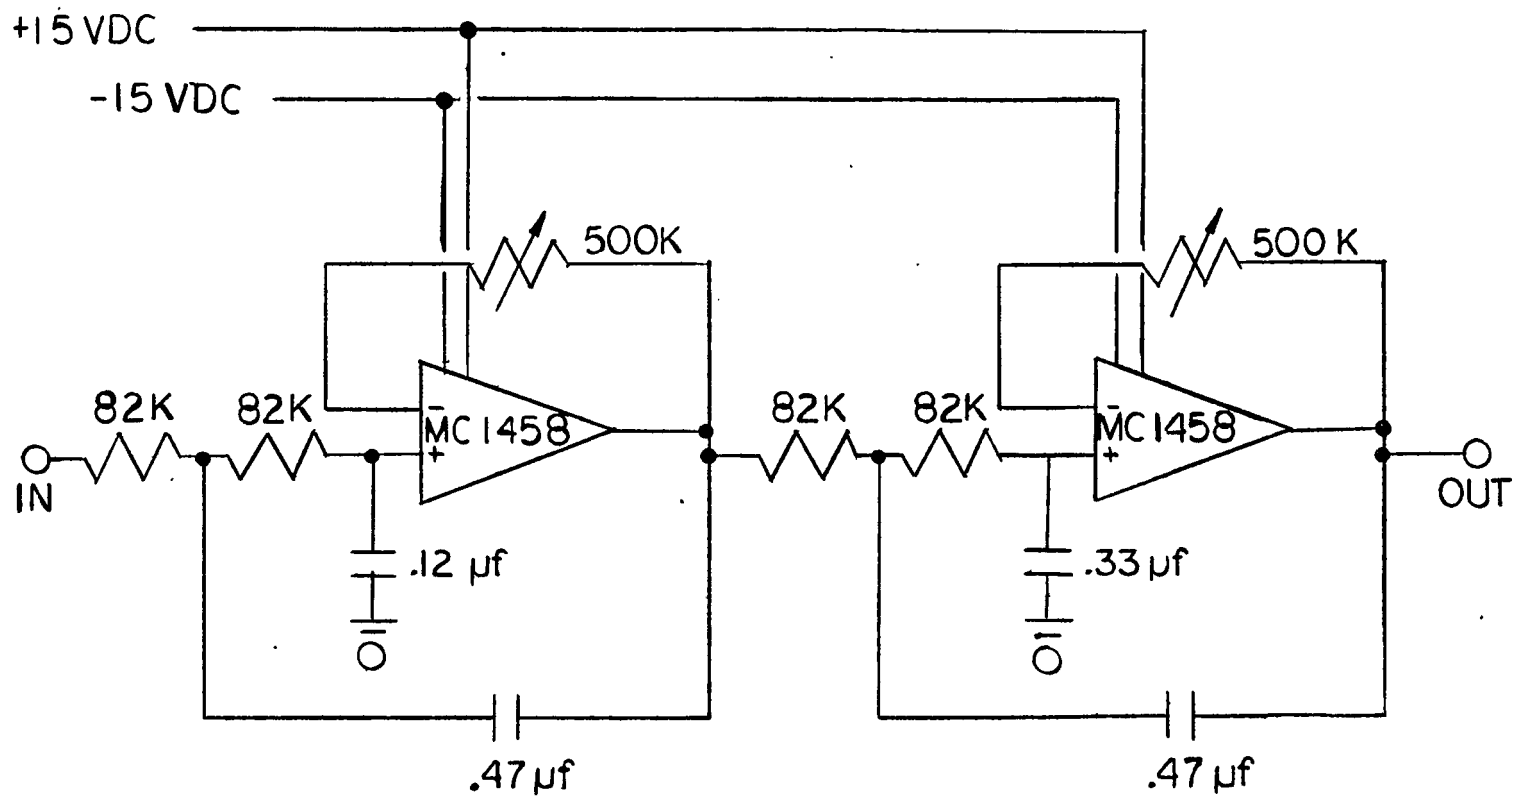 +15 VDC
-15 VDC
500K
500K
82K
82K
-
MC1458
+
82K
82K
-
MC1458
+
IN
OUT
.12 µf
.33 µf
.47 µf
.47 µf